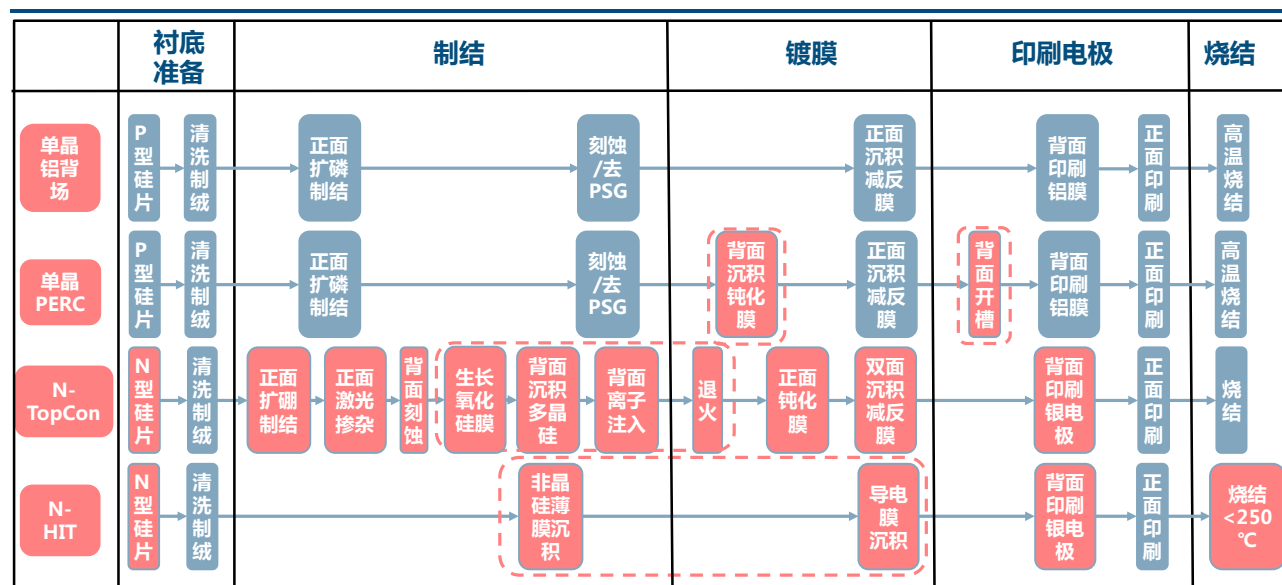 衬底
准备
制结
镀膜
印刷电极
烧结
单晶
铝背
场
P
型
硅
片
清
洗
制
绒
正面
扩磷
制结
刻蚀
/去
PSG
正面
沉积
减反
膜
背面
印刷
铝膜
正
面
印
刷
高
温
烧
结
单晶
PERC
P
型
硅
片
清
洗
制
绒
正面
扩磷
制结
刻蚀
/去
PSG
背面
沉积
钝化
膜
正面
沉积
减反
膜
背
面
开
槽
背面
印刷
铝膜
正
面
印
刷
高
温
烧
结
N-
TopCon
N
型
硅
片
清
洗
制
绒
正面
扩硼
制结
正面
激光
掺杂
背
面
刻
蚀
生长
氧化
硅膜
背面
沉积
多晶
硅
背面
离子
注入
退
火
正面
钝化
膜
双面
沉积
减反
膜
背面
印刷
银电
极
正
面
印
刷
烧
结
N-
HIT
N
型
硅
片
清
洗
制
绒
非晶
硅薄
膜沉
积
导电
膜
沉积
背面
印刷
银电
极
正
面
印
刷
烧结
<250
℃